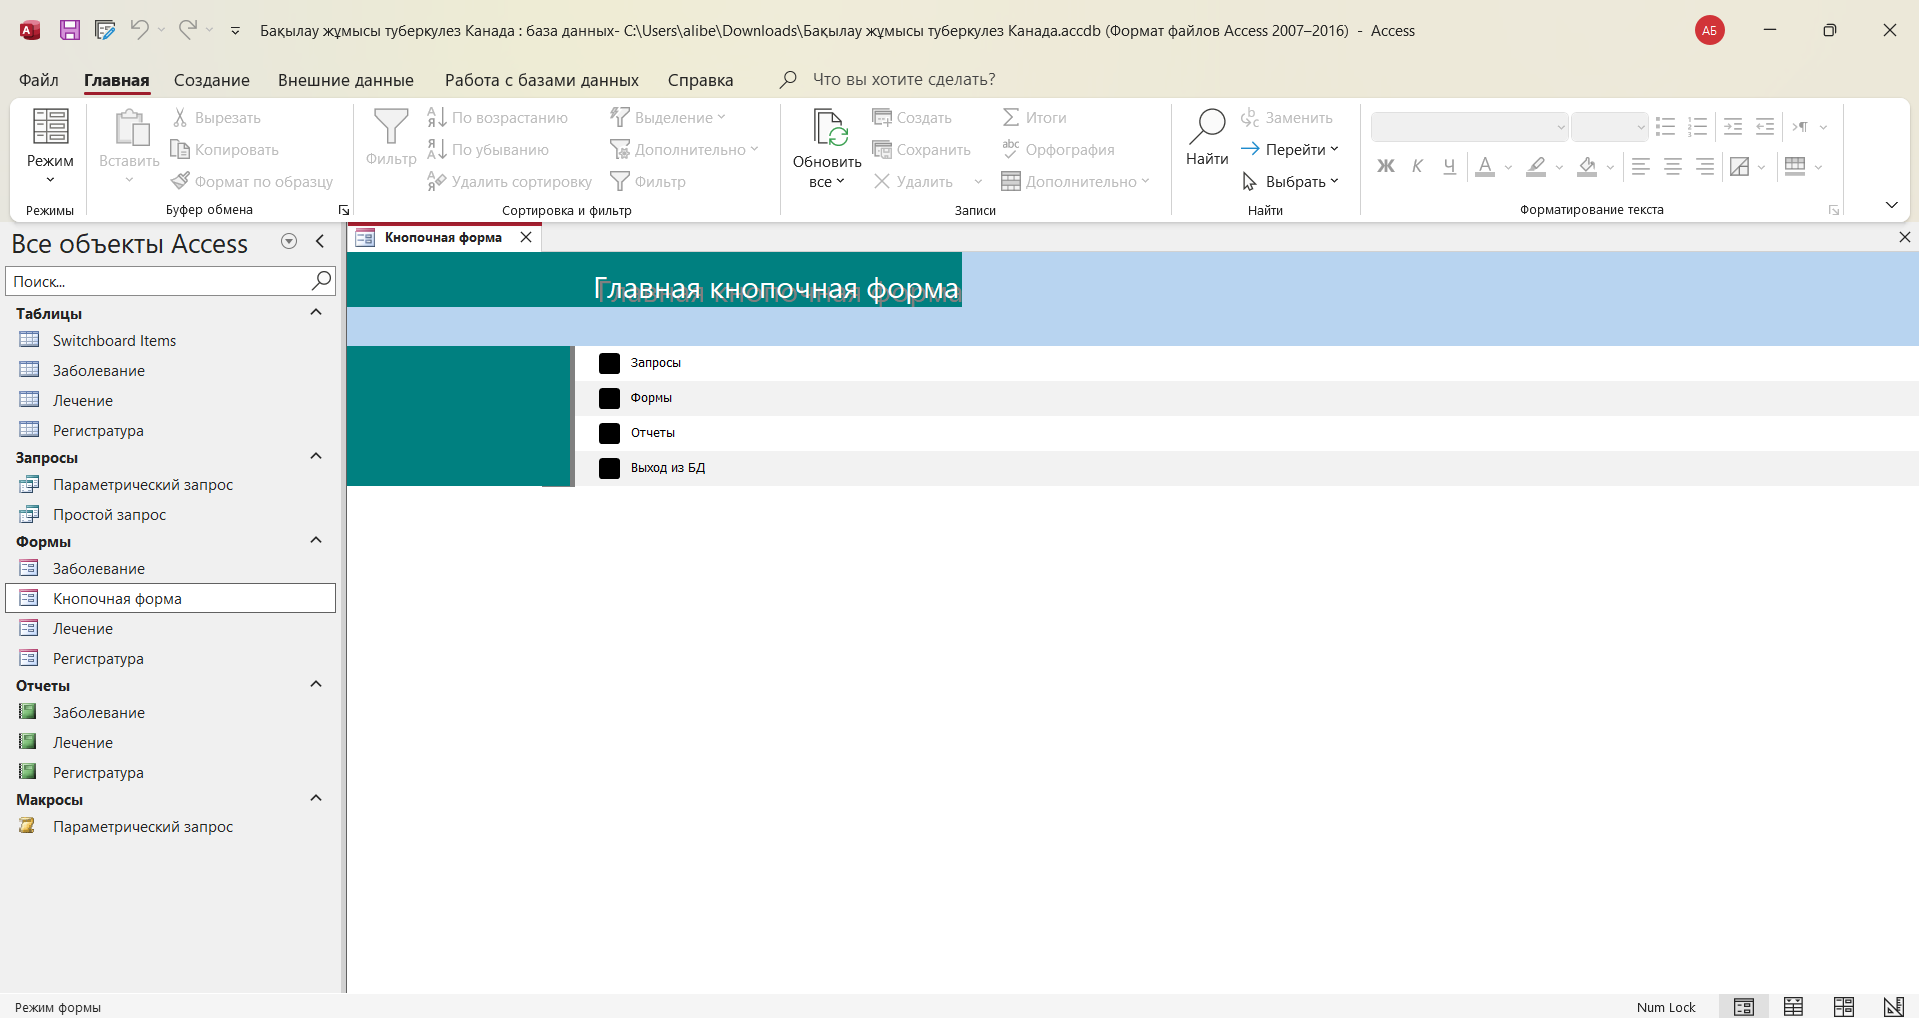 Бақылау жұмысы туберкулез Канада : база данных- C:\Users\alibe\Downloads\Бақылау жұмысы туберкулез Канада.accdb (Формат файлов Access 2007–2016)  -  Access
АБ
Файл
Главная
Создание
Внешние данные
Работа с базами данных
Справка
Что вы хотите сделать?
Режим
Режимы
Вставить
Вырезать
Копировать
Формат по образцу
Буфер обмена
Фильтр
По возрастанию
По убыванию
Удалить сортировку
Выделение
Дополнительно
Фильтр
Сортировка и фильтр
Обновить
все
Создать
Сохранить
Удалить
Итоги
Орфография
Дополнительно
Записи
Найти
Заменить
Перейти
Выбрать
Найти
Ж К Ч А
Форматирование текста
Все объекты Access
Поиск...
Таблицы
Switchboard Items
Заболевание
Лечение
Регистратура
Запросы
Параметрический запрос
Простой запрос
Формы
Заболевание
Кнопочная форма
Лечение
Регистратура
Отчеты
Заболевание
Лечение
Регистратура
Макросы
Параметрический запрос
Кнопочная форма
Главная кнопочная форма
Запросы
Формы
Отчеты
Выход из БД
Режим формы
Num Lock